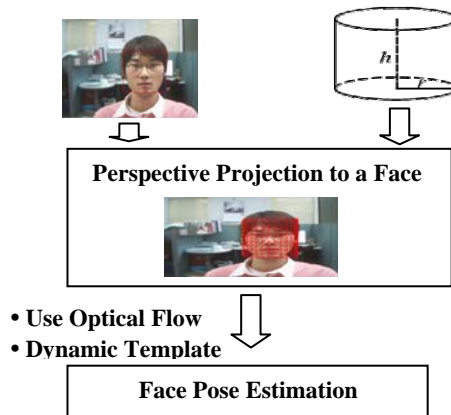 h
r
Perspective Projection to a Face
• Use Optical Flow
• Dynamic Template
Face Pose Estimation